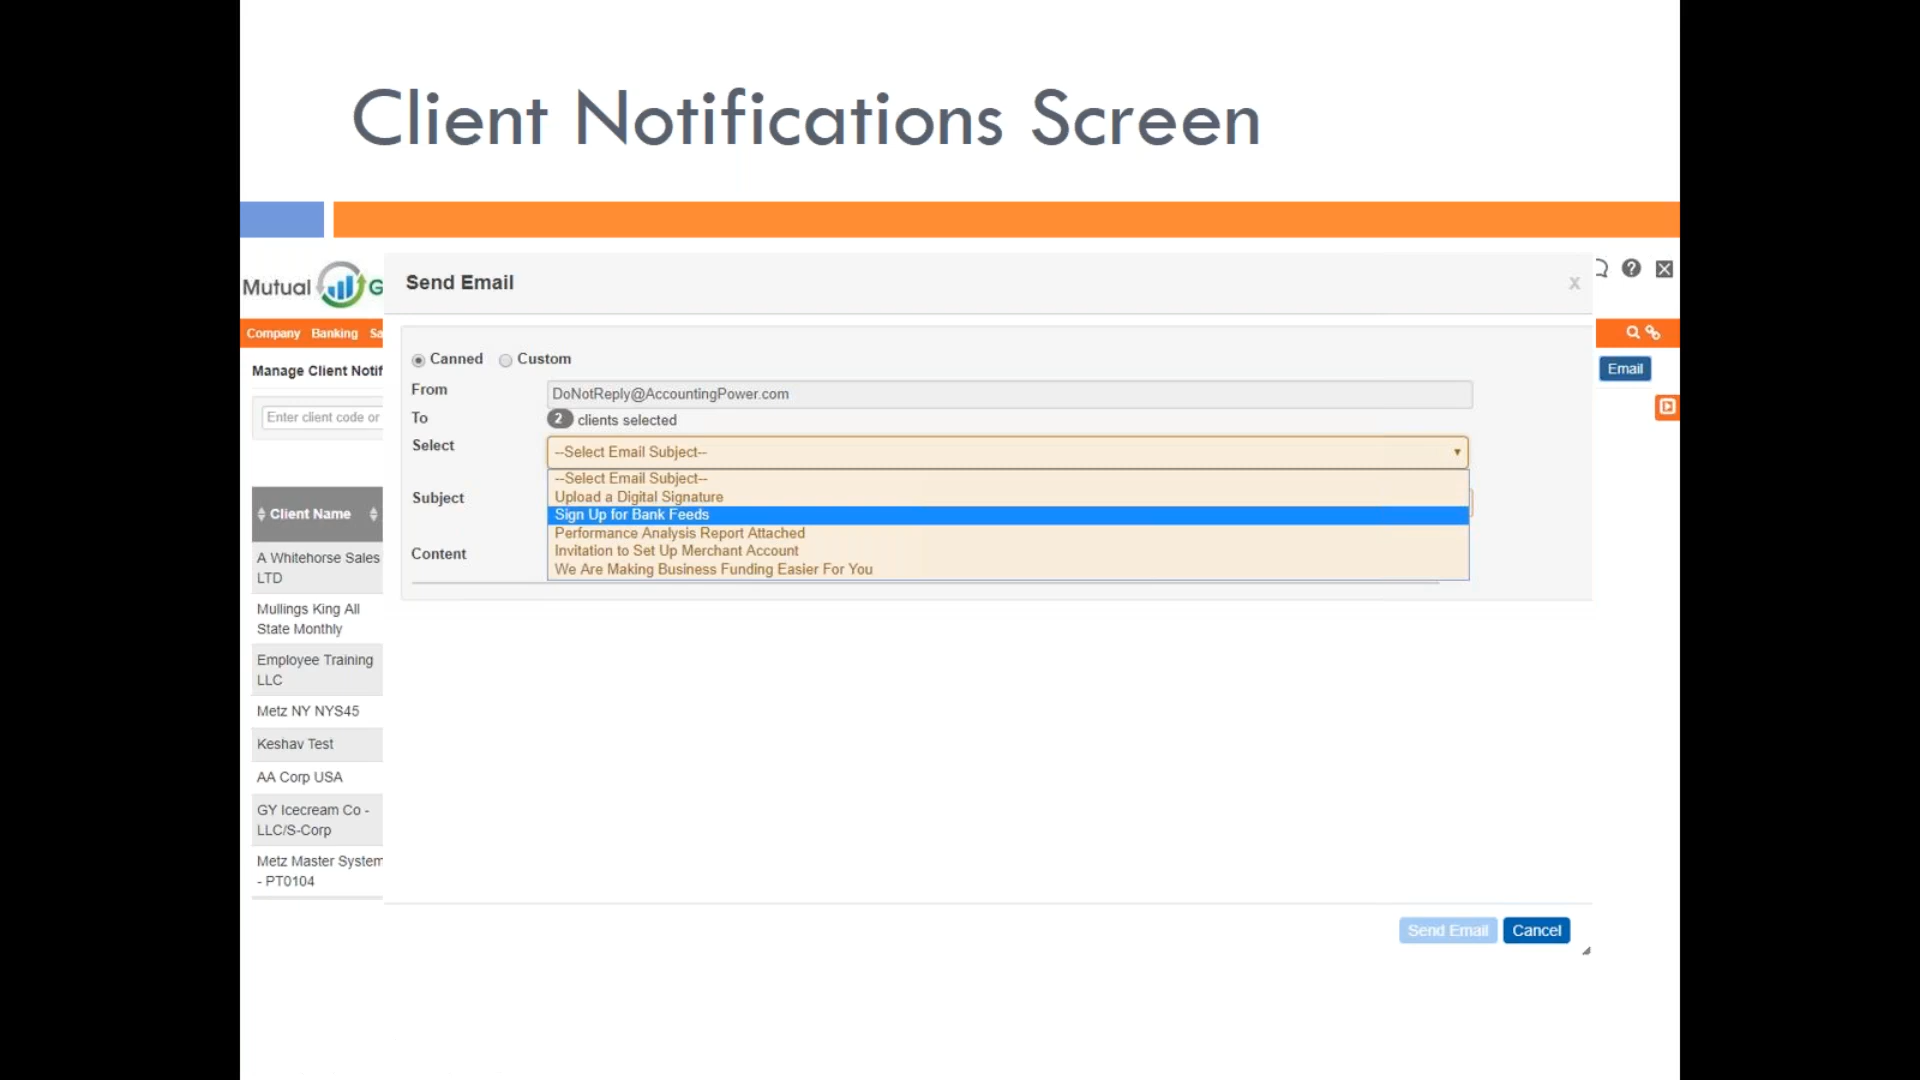 Client Notifications Screen
Mutual G
Send Email
x
Company Banking Sa
Canned Custom
Manage Client Notif
Email
From
DoNotReply@AccountingPower.com
Enter client code or
To
2 clients selected
Select
--Select Email Subject--
--Select Email Subject--
Upload a Digital Signature
Subject
Sign Up for Bank Feeds
Performance Analysis Report Attached
Content
Invitation to Set Up Merchant Account
We Are Making Business Funding Easier For You
Client Name
A Whitehorse Sales
LTD
Mullings King All
State Monthly
Employee Training
LLC
Metz NY NYS45
Keshav Test
AA Corp USA
GY Icecream Co -
LLC/S-Corp
Metz Master System
- PT0104
Send Email
Cancel